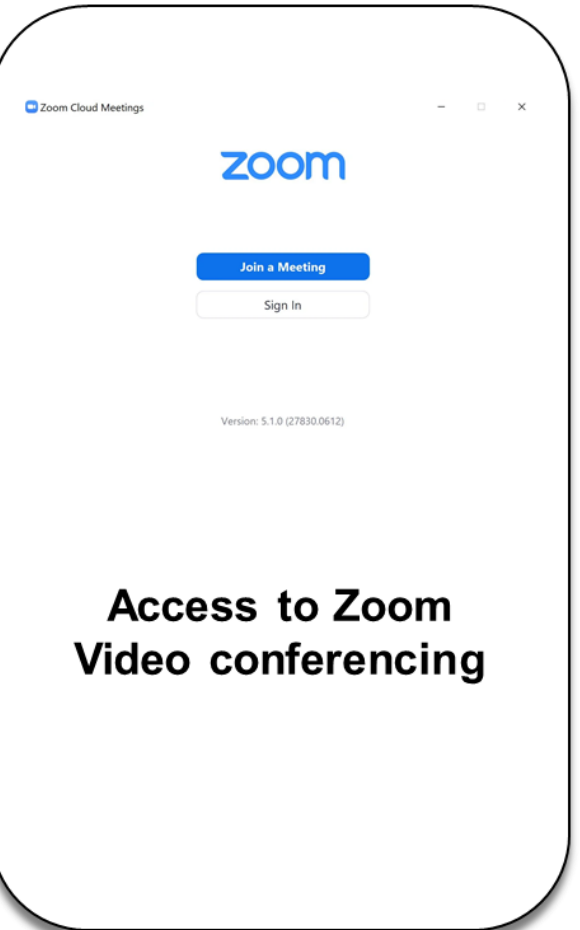 Zoom Cloud Meetings
zoom
Join a Meeting
Sign In
Version: 5.1.0 (27830.0612)
Access to Zoom
Video conferencing